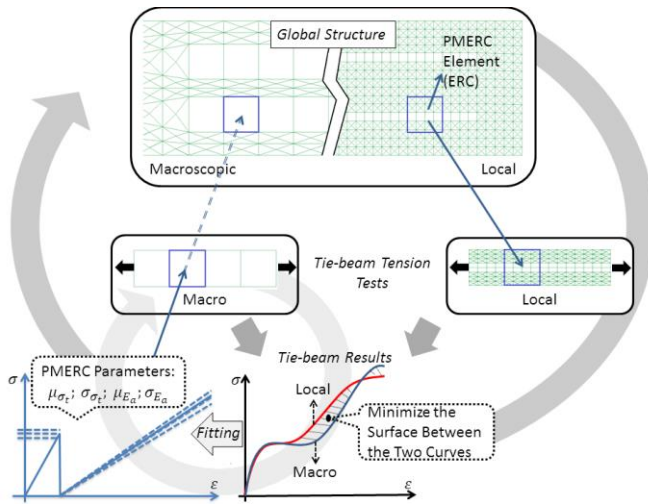 Global Structure
PMERC
Element
(ERC)
Macroscopic
Local
Macro
Tie-beam Tension
Tests
Local
PMERC Parameters:
μσt; σσt; μEa; σEa
Tie-beam Results
σ
σ
Local
Minimize the
Surface Between
the Two Curves
Fitting
Macro
ε
ε